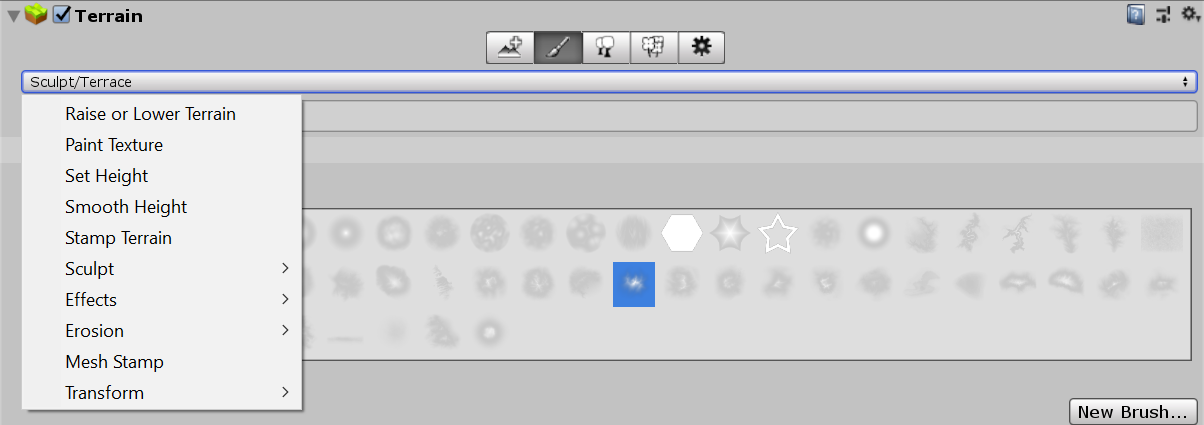 Terrain
Sculpt/Terrace
Raise or Lower Terrain
Paint Texture
Set Height
Smooth Height
Stamp Terrain
Sculpt
Effects
Erosion
Mesh Stamp
Transform
New Brush...